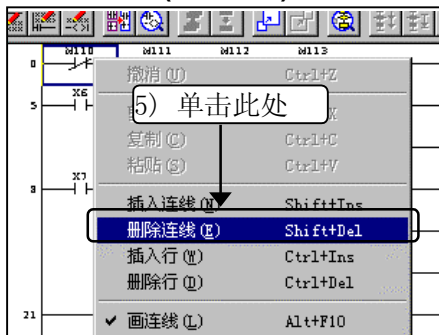 M110 M111 M112 M113
0
撤消(U) Ctrl+Z
X6
5
5) 单击此处
复制(C) Ctrl+C
粘贴(S) Ctrl+V
X7
8
插入连线(N) Shift+Ins
删除连线(E) Shift+Del
插入行(W) Ctrl+Ins
删除行(D) Ctrl+Del
21
✓ 画连线(L) Alt+F10